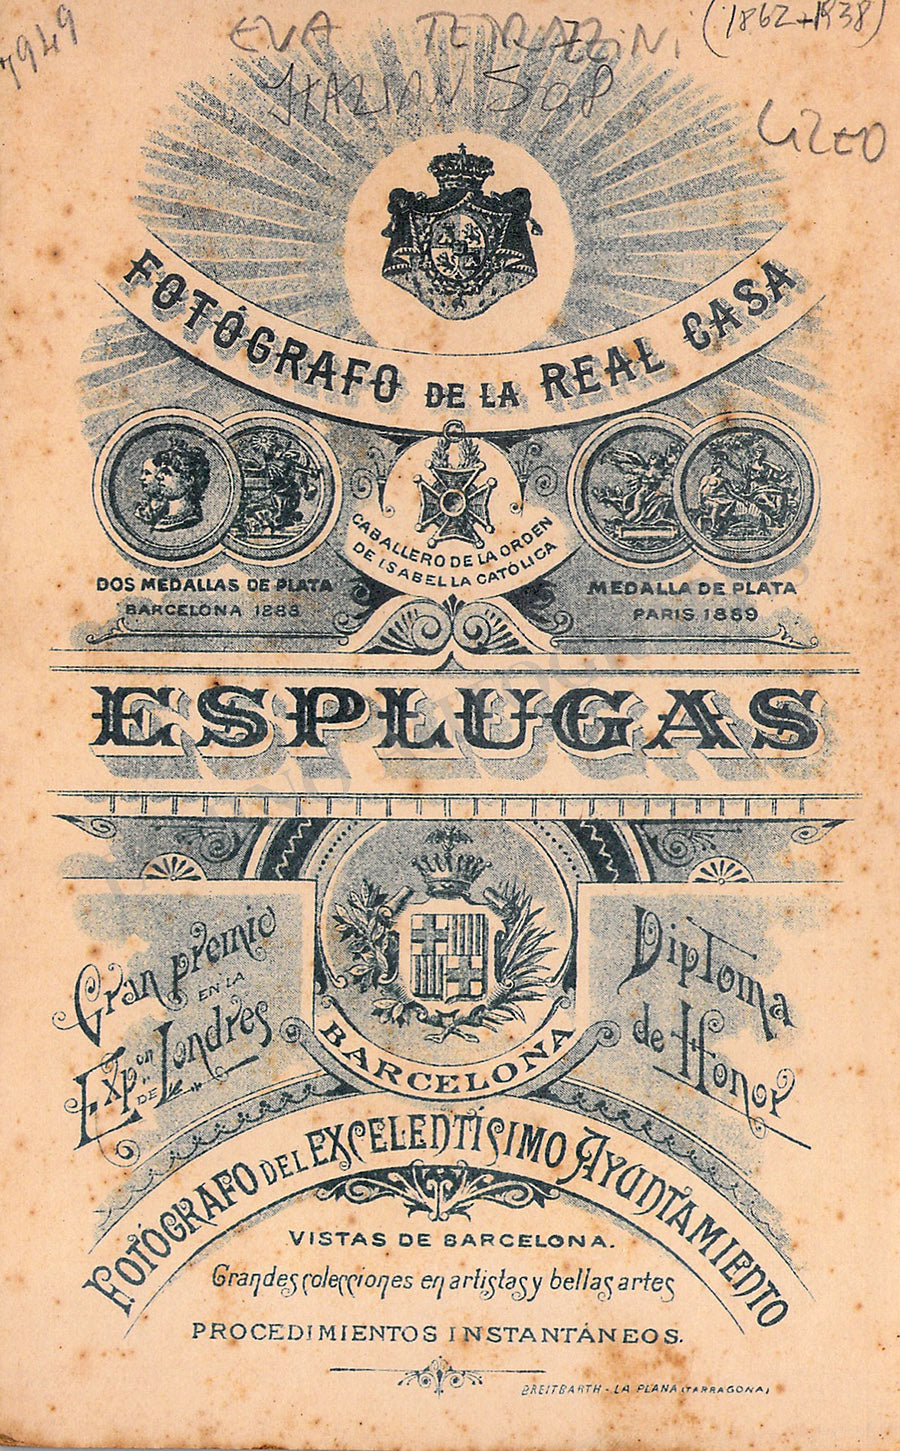 7949
EVA TETRAZZINI (1862+1938)
ITALIAN SOP
LICEO
FOTÓGRAFO DE LA REAL CASA
CABALLERO DE LA ORDEN
DE ISABEL LA CATÓLICA
DOS MEDALLAS DE PLATA
BARCELONA 1888
MEDALLA DE PLATA
PARIS 1889
ESPLUGAS
Gran premio
EN LA
Expon DE Londres
Diploma
de Honor
BARCELONA
FOTÓGRAFO DEL EXCELENTÍSIMO AYUNTAMIENTO
VISTAS DE BARCELONA.
Grandes colecciones en artistas y bellas artes
PROCEDIMIENTOS INSTANTÁNEOS.
BREITBARTH - LA PLANA (TARRAGONA)